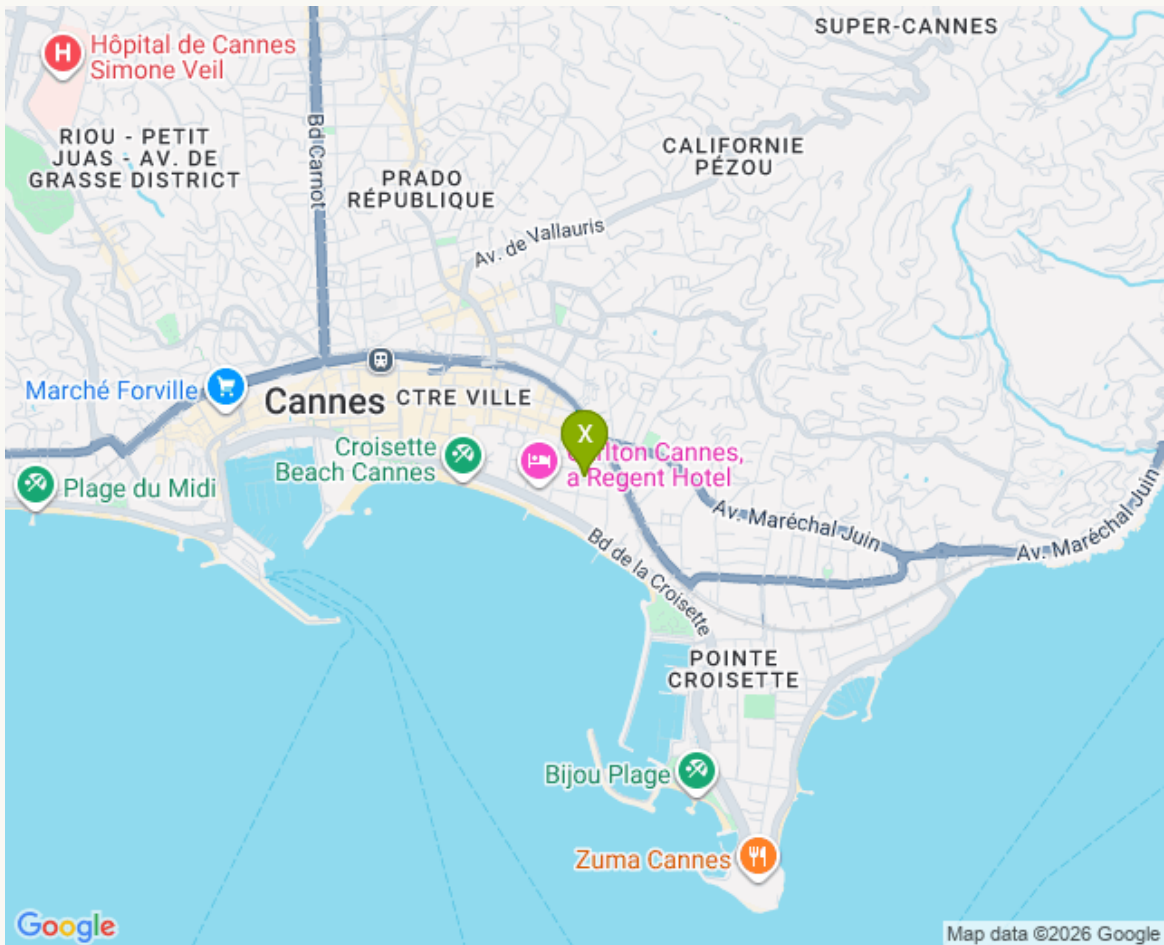 SUPER-CANNES
Hôpital de Cannes
Simone Veil
H
RIOU - PETIT
JUAS - AV. DE
GRASSE DISTRICT
Bd Carnot
CALIFORNIE
PÉZOU
PRADO
RÉPUBLIQUE
Av. de Vallauris
Marché Forville
Cannes
CTRE VILLE
X
Croisette
Beach Cannes
Cannes,
a Regent Hotel
Plage du Midi
Av. Maréchal Juin
Av. Maréchal Juin
Bd de la Croisette
POINTE
CROISETTE
Bijou Plage
Zuma Cannes
Google
Map data ©2026 Google